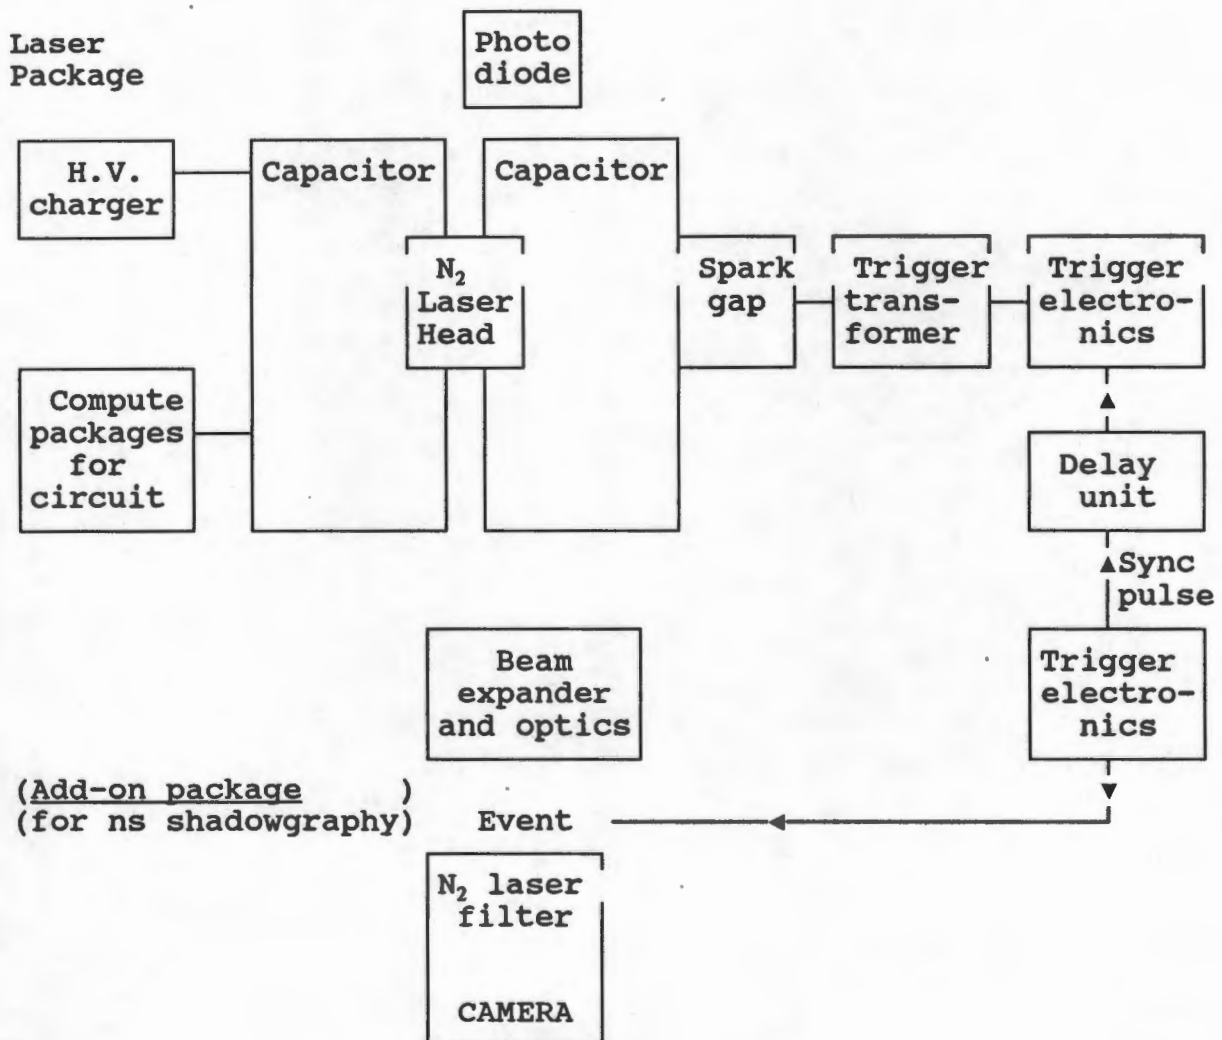 Laser
Package
Photo
diode
H.V.
charger
Capacitor
Capacitor
N₂
Laser
Head
Spark
gap
Trigger
trans-
former
Trigger
electro-
nics
Compute
packages
for
circuit
Delay
unit
Sync
pulse
Beam
expander
and optics
Trigger
electro-
nics
(Add-on package )
(for ns shadowgraphy)
Event
N₂ laser
filter
CAMERA